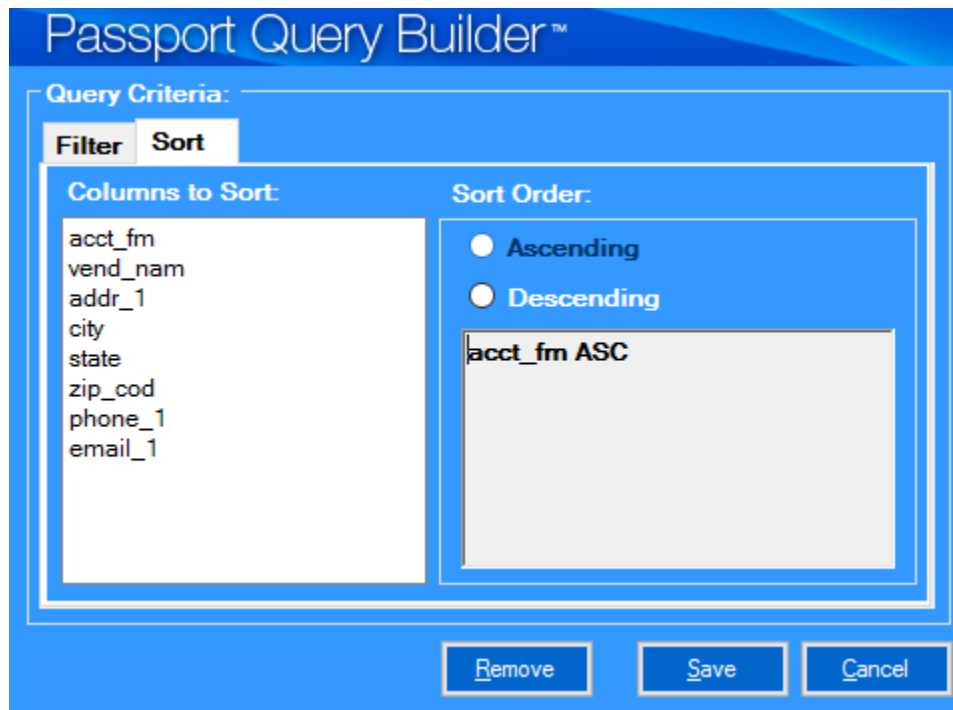 Passport Query Builder™
Query Criteria:
Filter Sort
Columns to Sort:
acct_fm
vend_nam
addr_1
city
state
zip_cod
phone_1
email_1
Sort Order:
Ascending
Descending
acct_fm ASC
Remove Save Cancel